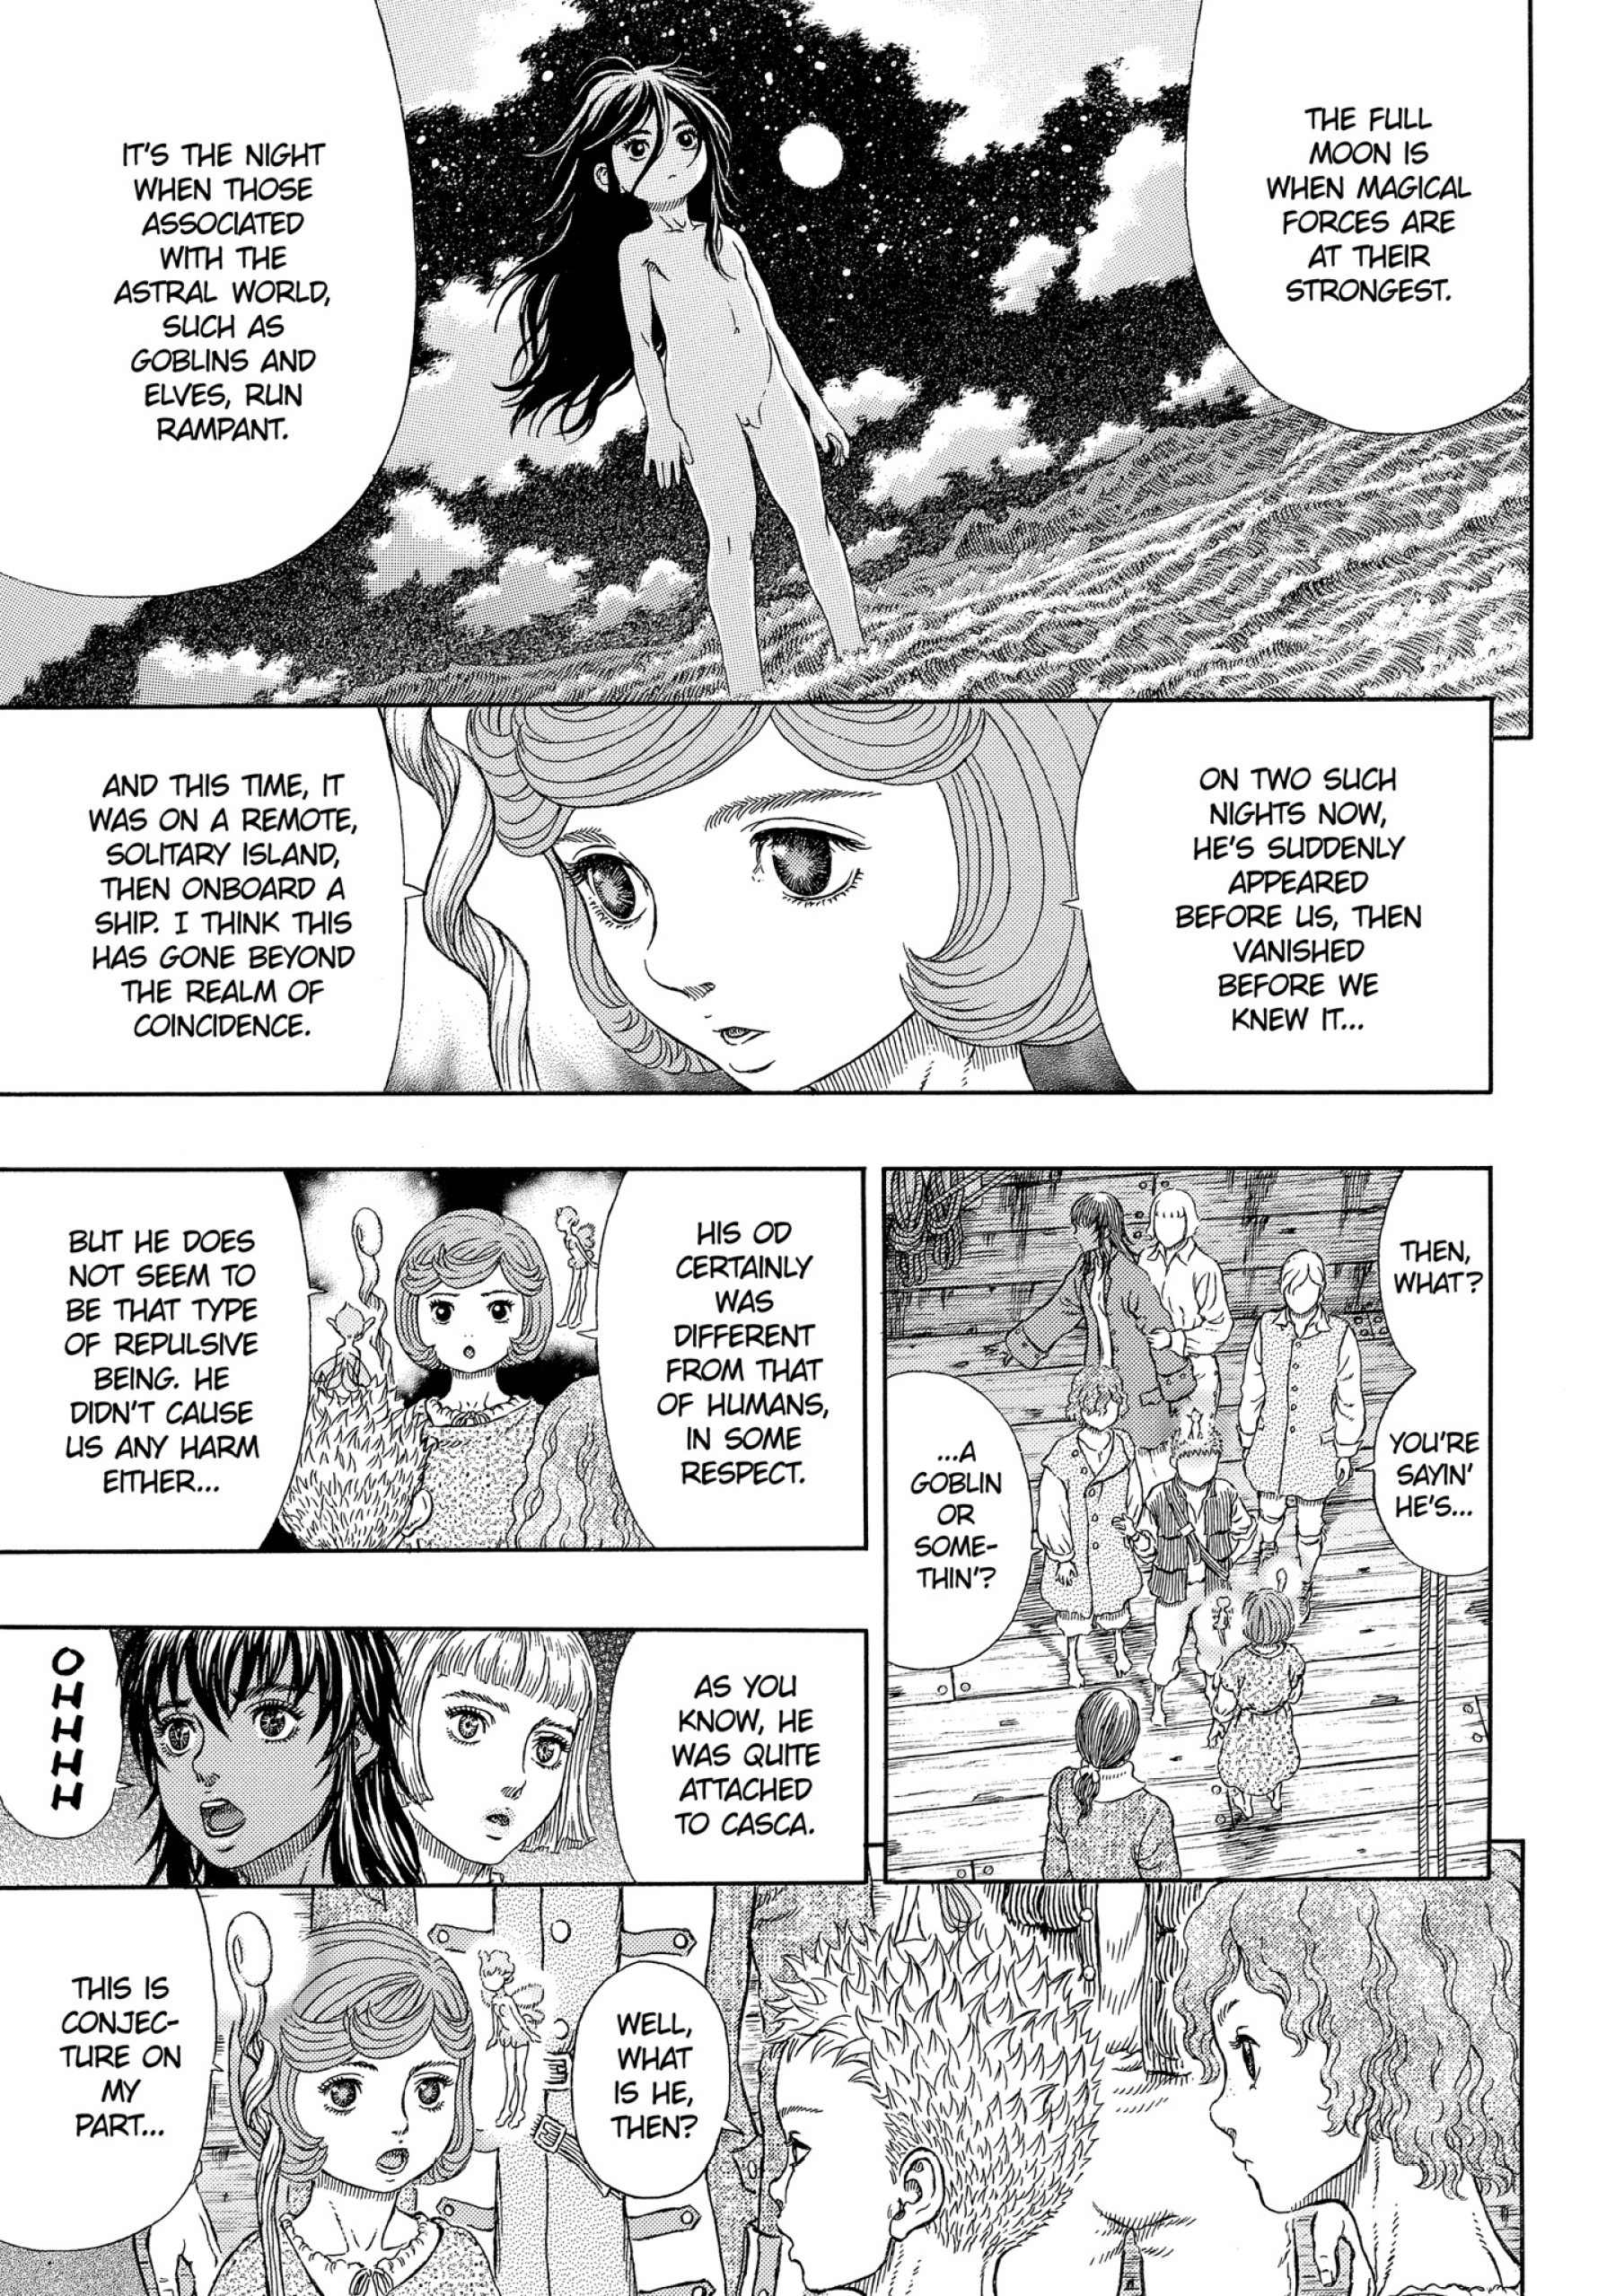 THE FULL
MOON IS
WHEN MAGICAL
FORCES ARE
AT THEIR
STRONGEST.
IT'S THE NIGHT
WHEN THOSE
ASSOCIATED
WITH THE
ASTRAL WORLD,
SUCH AS
GOBLINS AND
ELVES, RUN
RAMPANT.
ON TWO SUCH
NIGHTS NOW,
HE'S SUDDENLY
APPEARED
BEFORE US, THEN
VANISHED
BEFORE WE
KNEW IT...
AND THIS TIME, IT
WAS ON A REMOTE,
SOLITARY ISLAND,
THEN ONBOARD A
SHIP. I THINK THIS
HAS GONE BEYOND
THE REALM OF
COINCIDENCE.
THEN,
WHAT?
YOU'RE
SAYIN'
HE'S...
...A
GOBLIN
OR
SOME-
THIN'?
HIS OD
CERTAINLY
WAS
DIFFERENT
FROM THAT
OF HUMANS,
IN SOME
RESPECT.
BUT HE DOES
NOT SEEM TO
BE THAT TYPE
OF REPULSIVE
BEING. HE
DIDN'T CAUSE
US ANY HARM
EITHER...
AS YOU
KNOW, HE
WAS QUITE
ATTACHED
TO CASCA.
OHHHH
WELL,
WHAT
IS HE,
THEN?
THIS IS
CONJEC-
TURE ON
MY
PART...